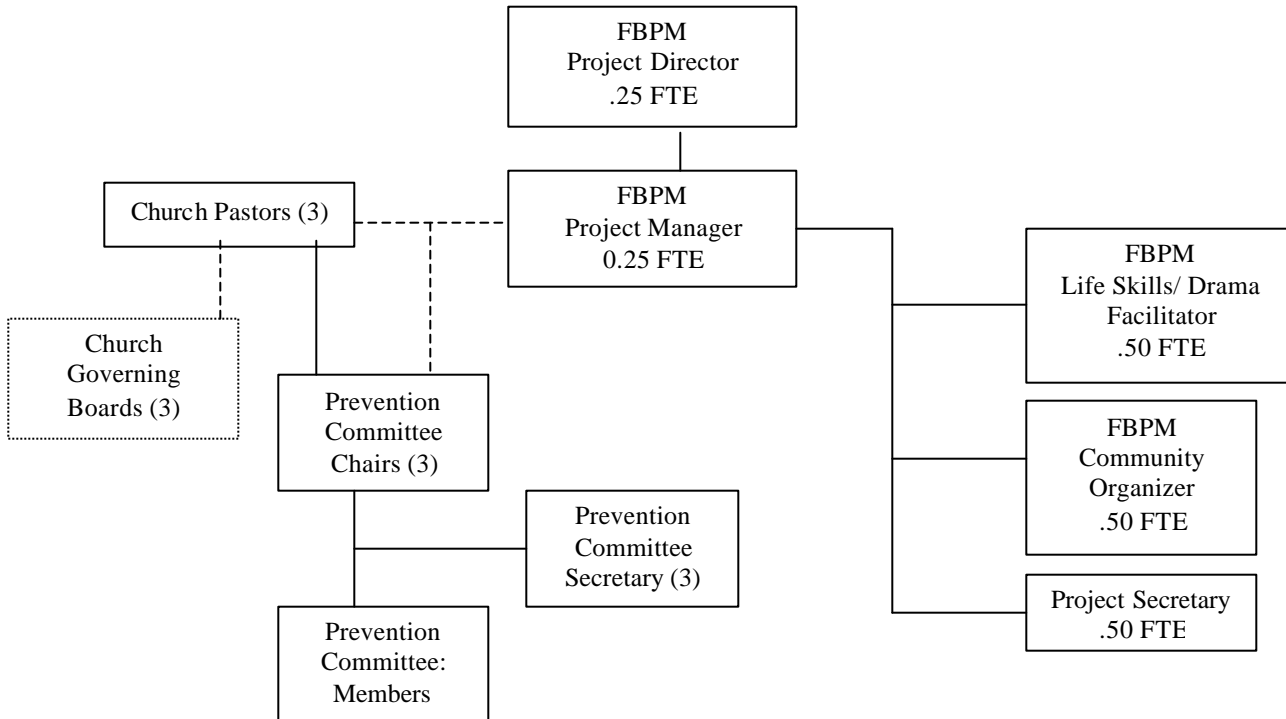 FBPM
Project Director
.25 FTE
FBPM
Project Manager
0.25 FTE
Church Pastors (3)
FBPM
Life Skills/ Drama
Facilitator
.50 FTE
Church
Governing
Boards (3)
Prevention
Committee
Chairs (3)
FBPM
Community
Organizer
.50 FTE
Prevention
Committee
Secretary (3)
Project Secretary
.50 FTE
Prevention
Committee:
Members